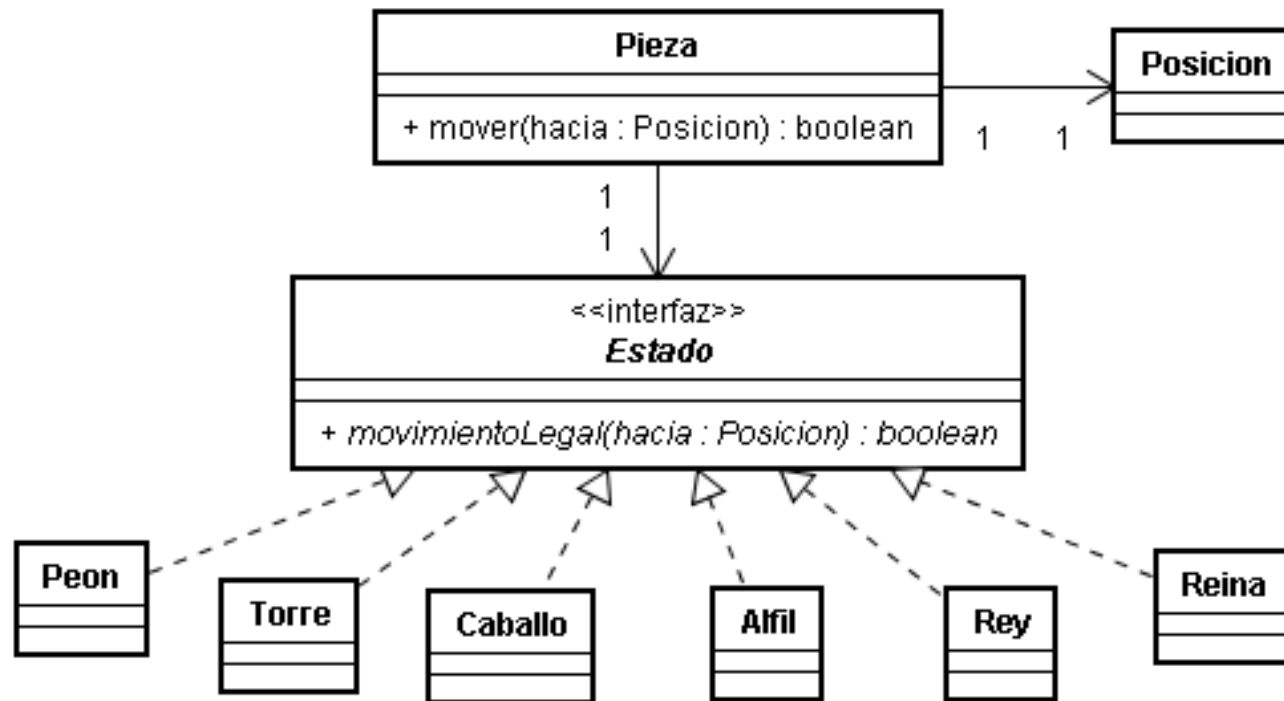 Pieza
+ mover(hacia : Posicion) : boolean
Posicion
1 1
1
1
<<interfaz>>
Estado
+ movimientoLegal(hacia : Posicion) : boolean
Peon
Torre
Caballo
Alfil
Rey
Reina